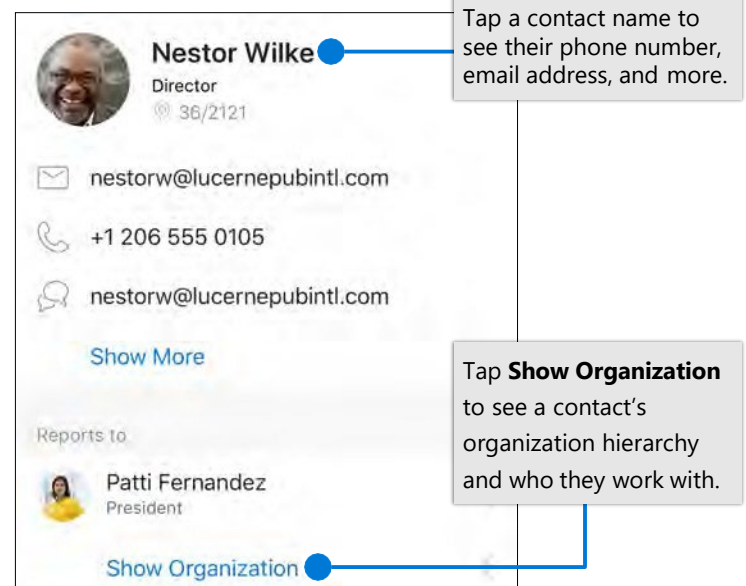 Nestor Wilke
Director
36/2121
nestorw@lucernepubintl.com
+1 206 555 0105
nestorw@lucernepubintl.com
Show More
Reports to
Patti Fernandez
President
Show Organization
Tap a contact name to
see their phone number,
email address, and more.
Tap Show Organization
to see a contact’s
organization hierarchy
and who they work with.